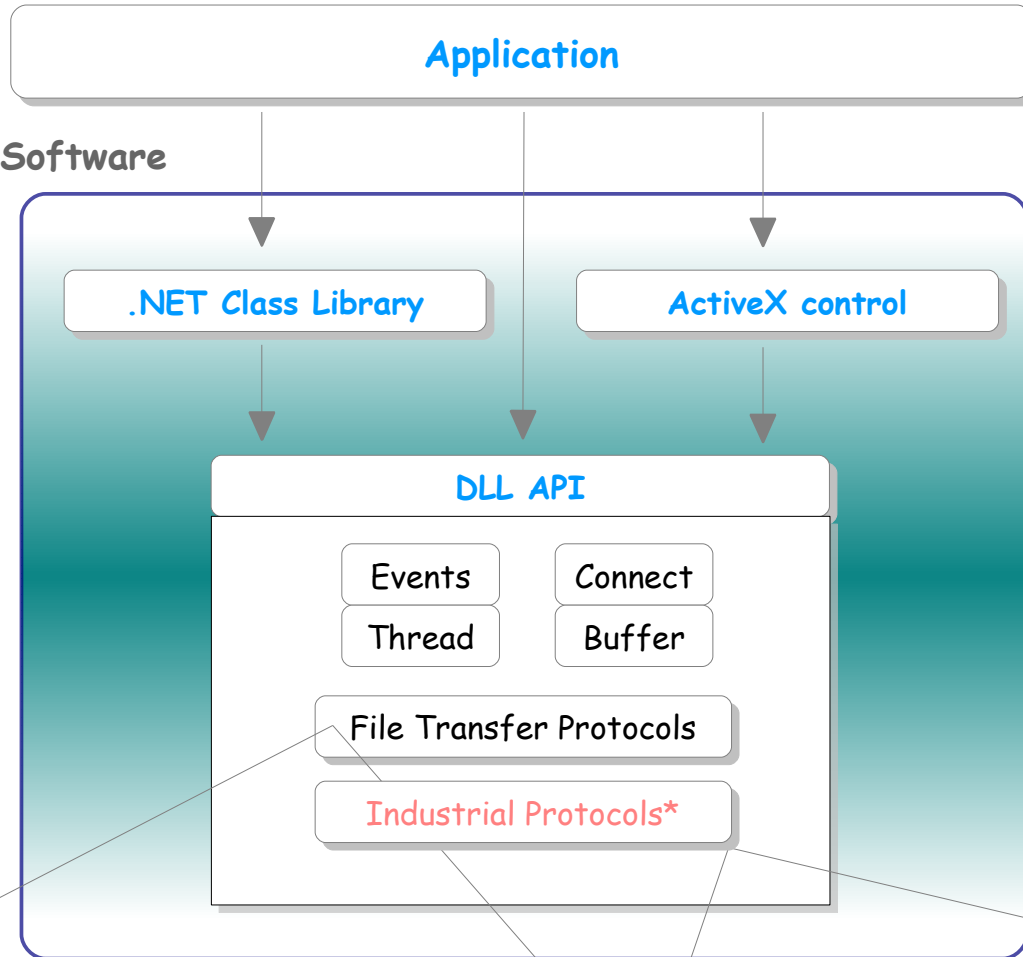 Application
Software
.NET Class Library
ActiveX control
DLL API
Events
Connect
Thread
Buffer
File Transfer Protocols
Industrial Protocols*